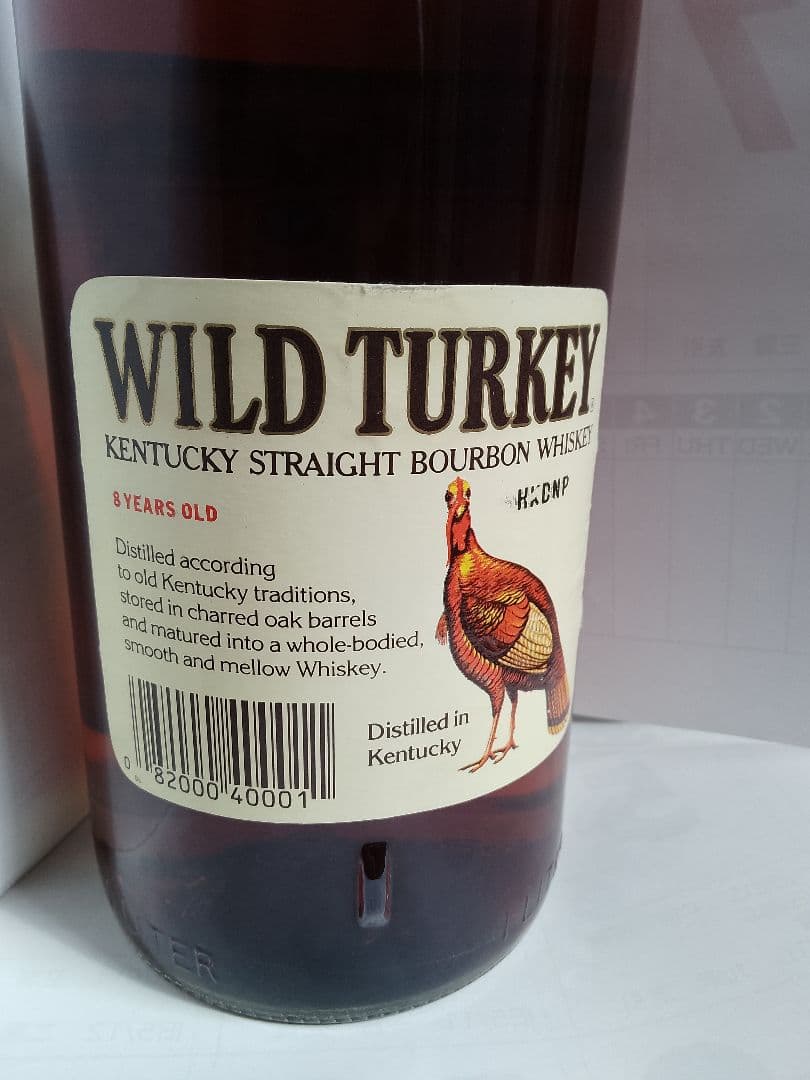 WILD TURKEY
KENTUCKY STRAIGHT BOURBON WHISKEY
8 YEARS OLD
Distilled according
to old Kentucky traditions,
stored in charred oak barrels
and matured into a whole-bodied,
smooth and mellow Whiskey.
Distilled in
Kentucky
0 82000 40001